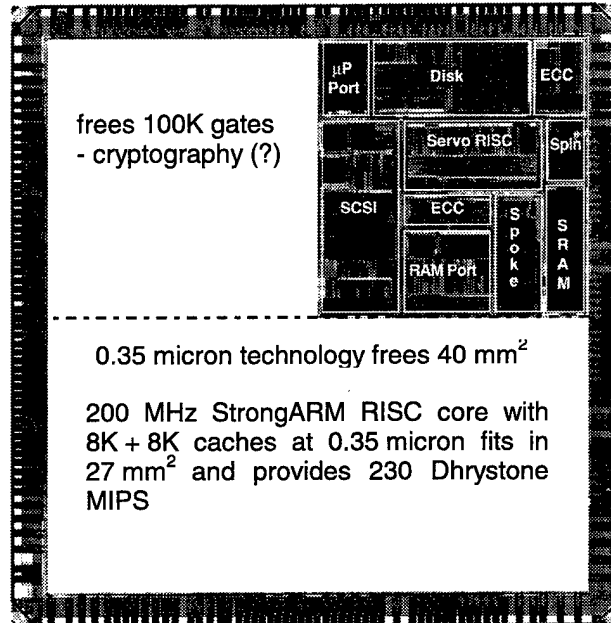 frees 100K gates
- cryptography (?)
μP
Port
Disk
ECC
SCSI
Servo RISC
Spin
ECC
RAM Port
Spoke
SRAM
0.35 micron technology frees 40 mm²
200 MHz StrongARM RISC core with
8K + 8K caches at 0.35 micron fits in
27 mm² and provides 230 Dhrystone
MIPS